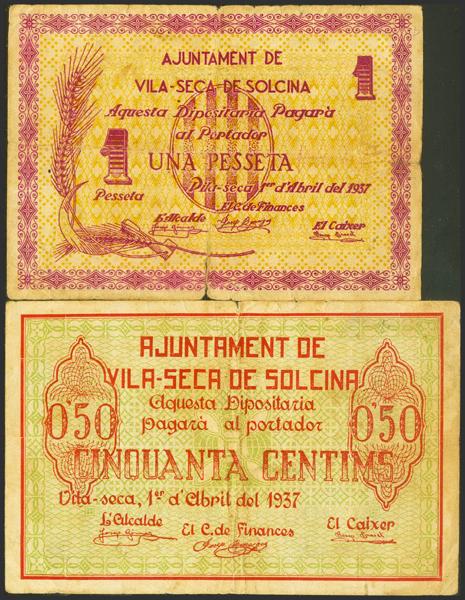 AJUNTAMENT DE
VILA-SECA DE SOLCINA
1
Aquesta Dipositaria Pagarà
al Portador
1
UNA PESSETA
Pesseta
Vila-seca 1er d'Abril del 1937
L'Alcalde
El C. de Finances
El Caixer
AJUNTAMENT DE
VILA-SECA DE SOLCINA
Aquesta Dipositaria
0'50
pagarà al portador
0'50
CINQUANTA CENTIMS
Vila-seca, 1er d'Abril del 1937
L'Alcalde
El C. de Finances
El Caixer